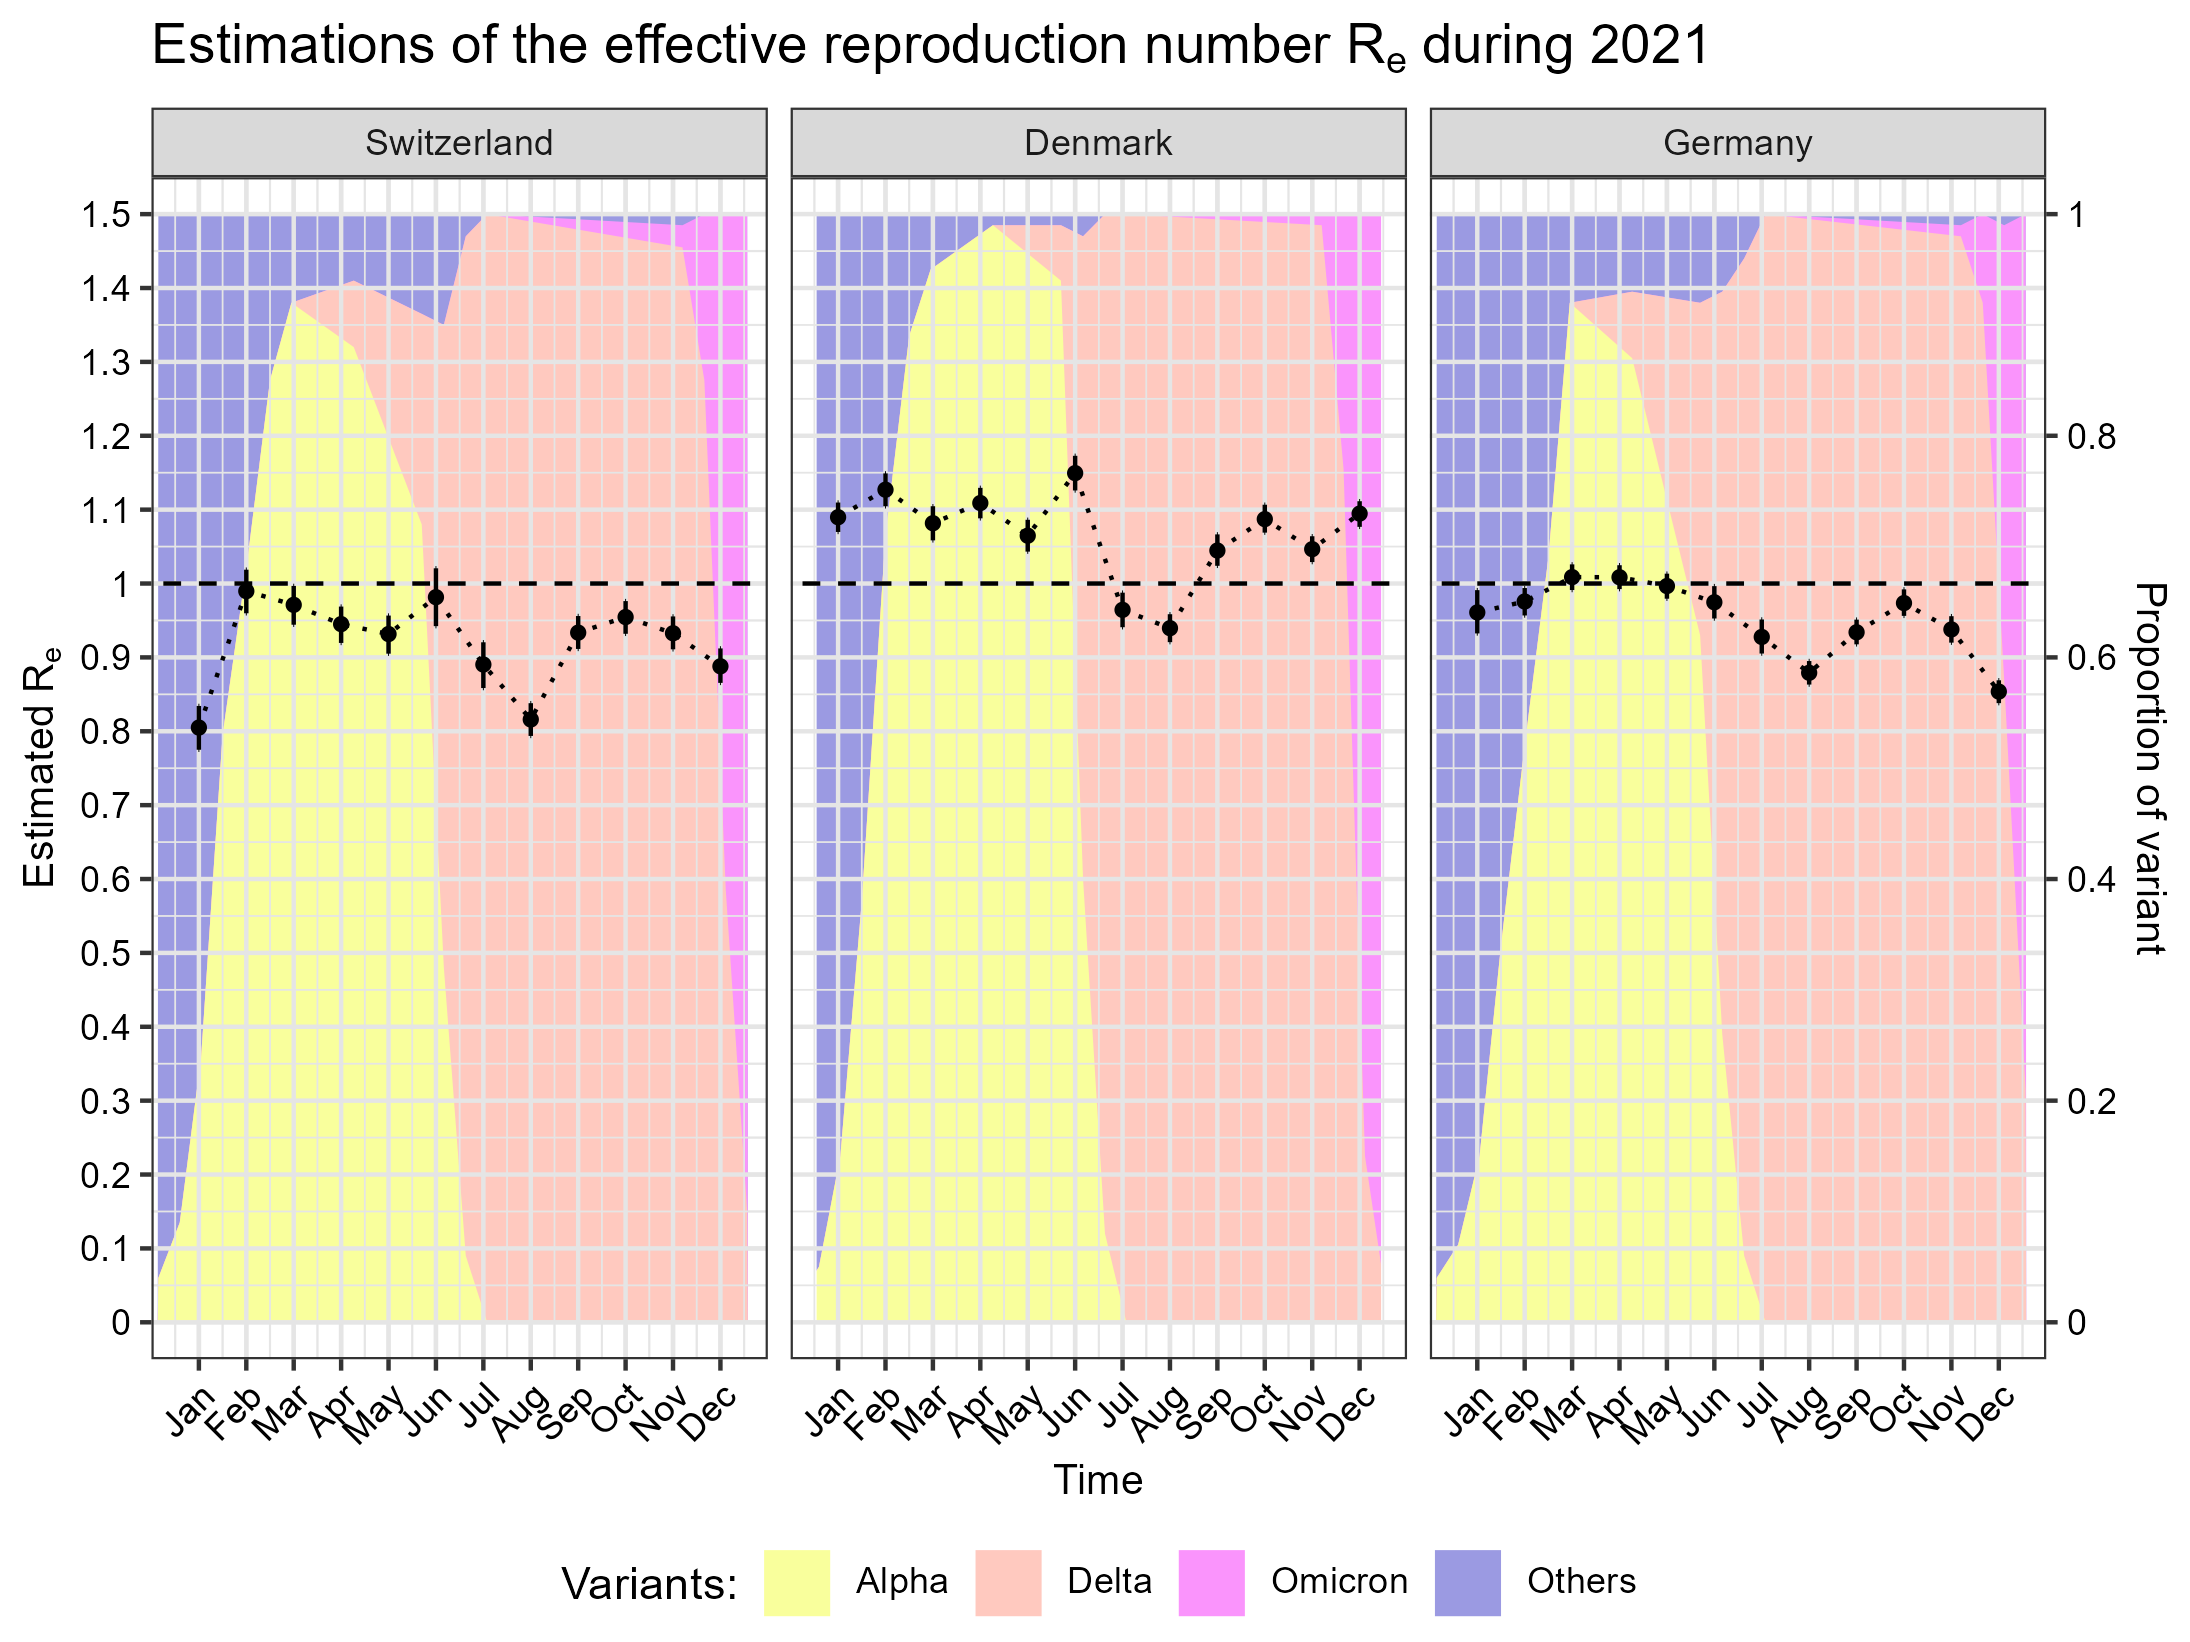 Estimations of the effective reproduction number Re during 2021
Switzerland Denmark Germany
Estimated Re
1.5
1.4
1.3
1.2
1.1
1
0.9
0.8
0.7
0.6
0.5
0.4
0.3
0.2
0.1
0
1
0.8
0.6
0.4
0.2
0
Proportion of variant
Jan Feb Mar Apr May Jun Jul Aug Sep Oct Nov Dec
Jan Feb Mar Apr May Jun Jul Aug Sep Oct Nov Dec
Jan Feb Mar Apr May Jun Jul Aug Sep Oct Nov Dec
Time
Variants: Alpha Delta Omicron Others